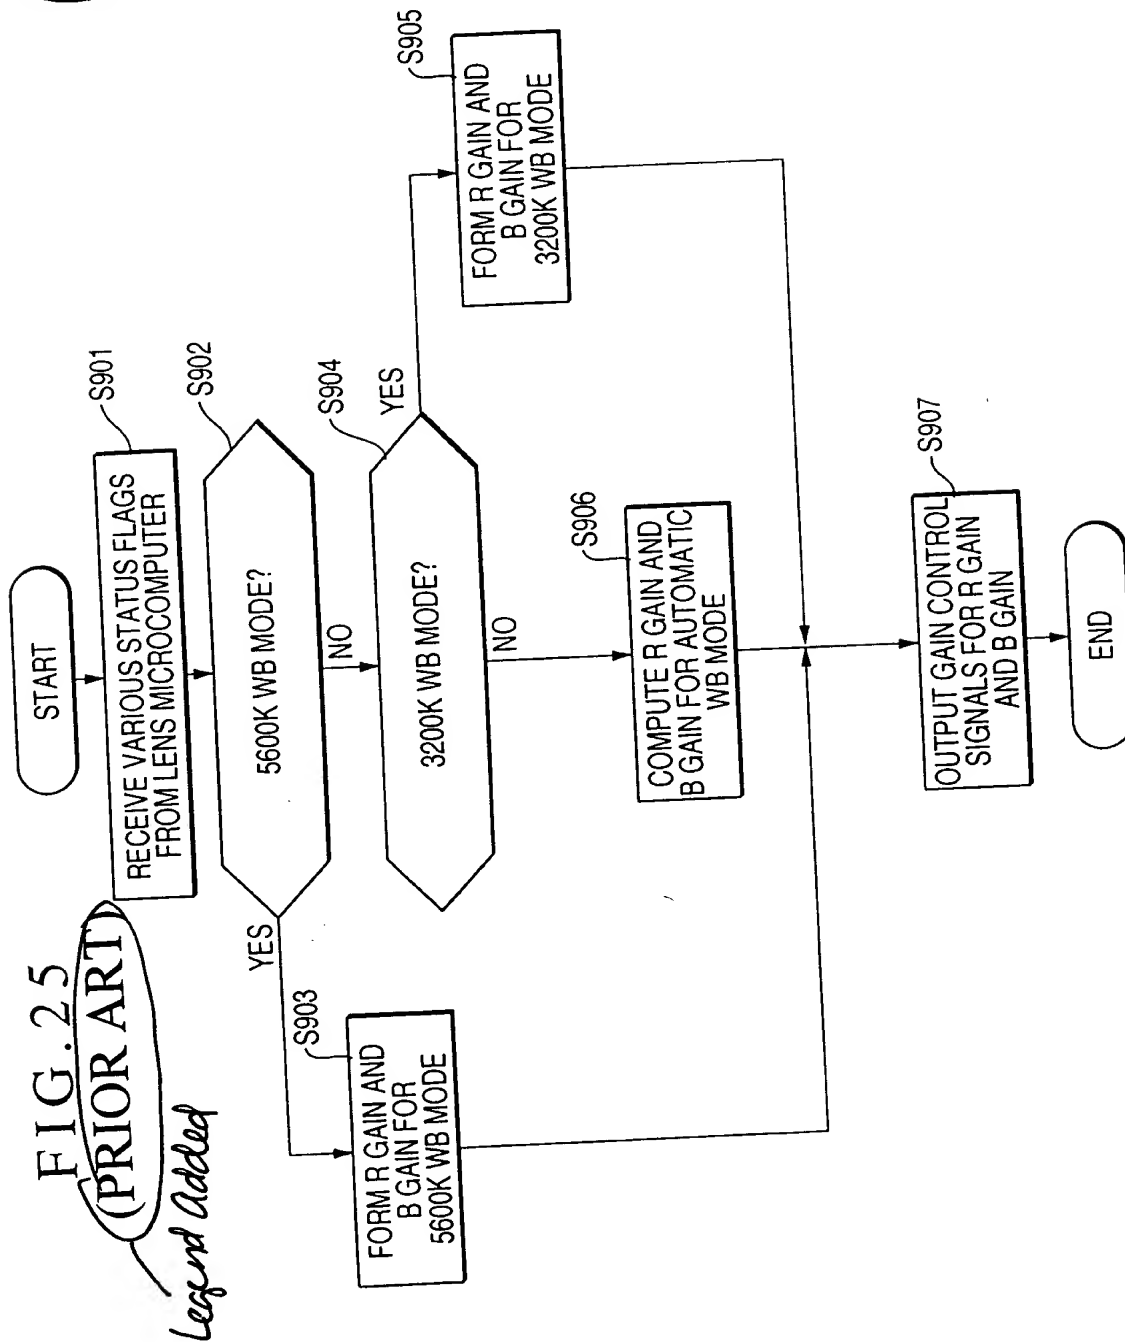 FIG.25
(PRIOR ART)
Legend Added
START
S901
RECEIVE VARIOUS STATUS FLAGS
FROM LENS MICROCOMPUTER
S902
5600K WB MODE?
YES
NO
S903
FORM R GAIN AND
B GAIN FOR
5600K WB MODE
S904
3200K WB MODE?
YES
NO
S905
FORM R GAIN AND
B GAIN FOR
3200K WB MODE
S906
COMPUTE R GAIN AND
B GAIN FOR AUTOMATIC
WB MODE
S907
OUTPUT GAIN CONTROL
SIGNALS FOR R GAIN
AND B GAIN
END